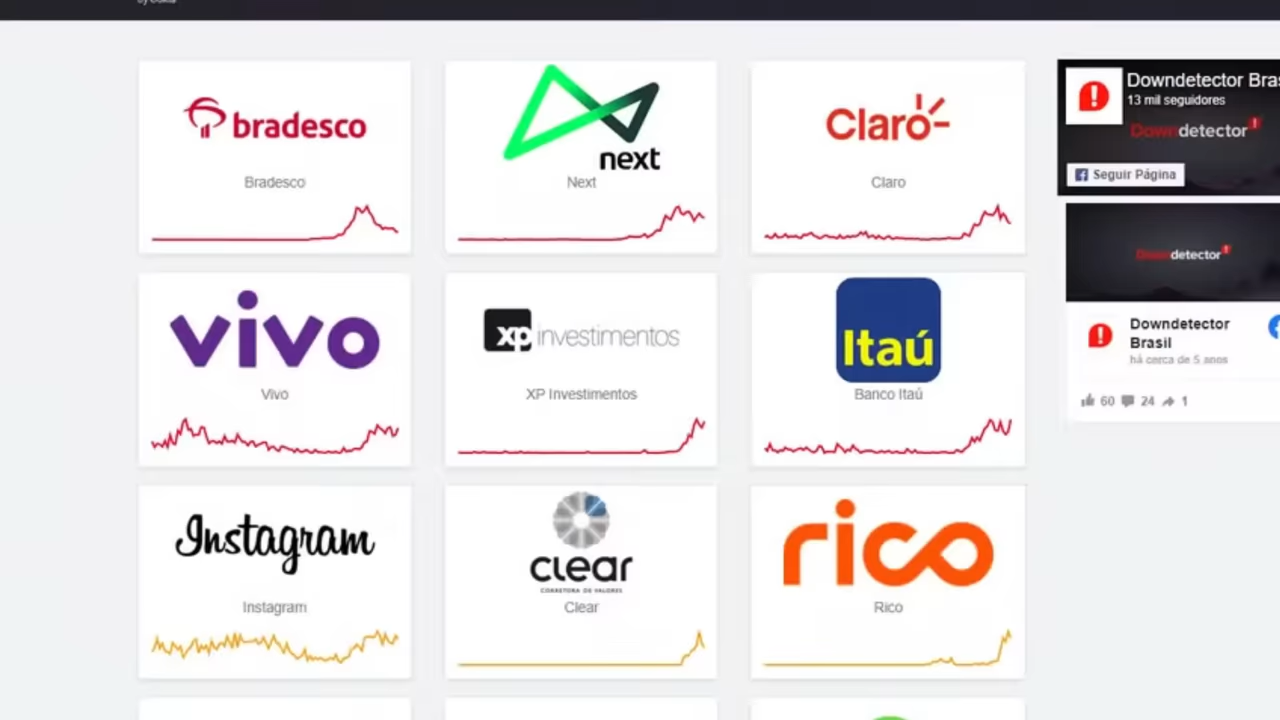 bradesco
Bradesco
next
Next
Claro
Claro
vivo
Vivo
xp investimentos
XP Investimentos
Itaú
Banco Itaú
Instagram
Instagram
clear
CORRETORA DE VALORES
Clear
rico
Rico
Downdetector Bras
13 mil seguidores
Downdetector
Seguir Página
Downdetector
Downdetector
Brasil
há cerca de 5 anos
60 24 1